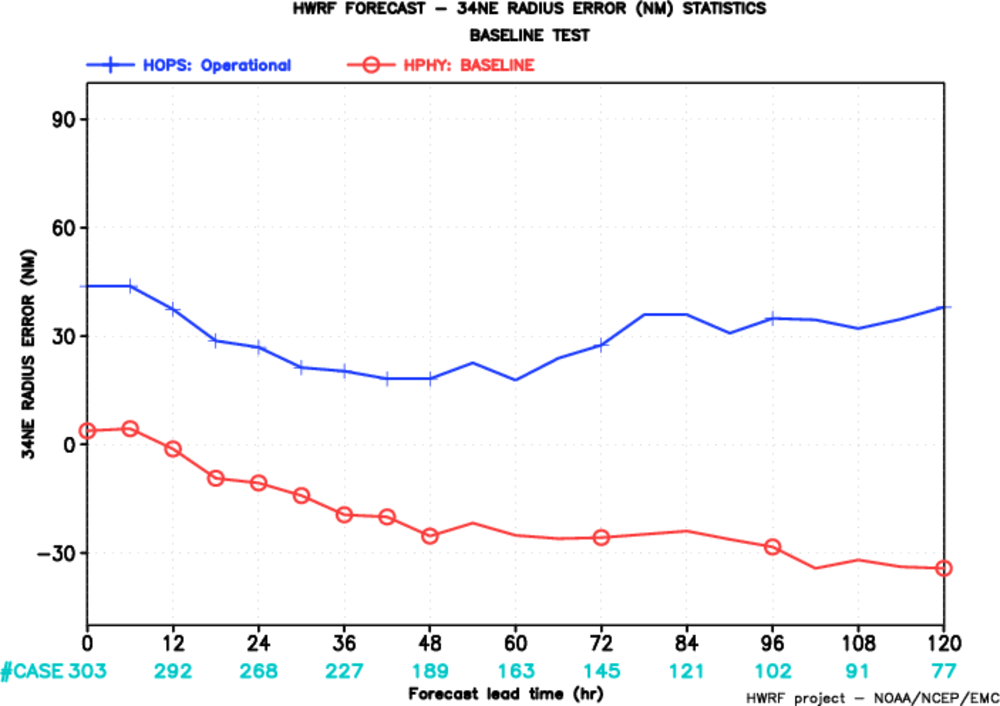 HWRF FORECAST – 34NE RADIUS ERROR (NM) STATISTICS
BASELINE TEST
HOPS: Operational HPHY: BASELINE
34NE RADIUS ERROR (NM)
90
60
30
0
−30
0 12 24 36 48 60 72 84 96 108 120
#CASE 303 292 268 227 189 163 145 121 102 91 77
Forecast lead time (hr)
HWRF project – NOAA/NCEP/EMC